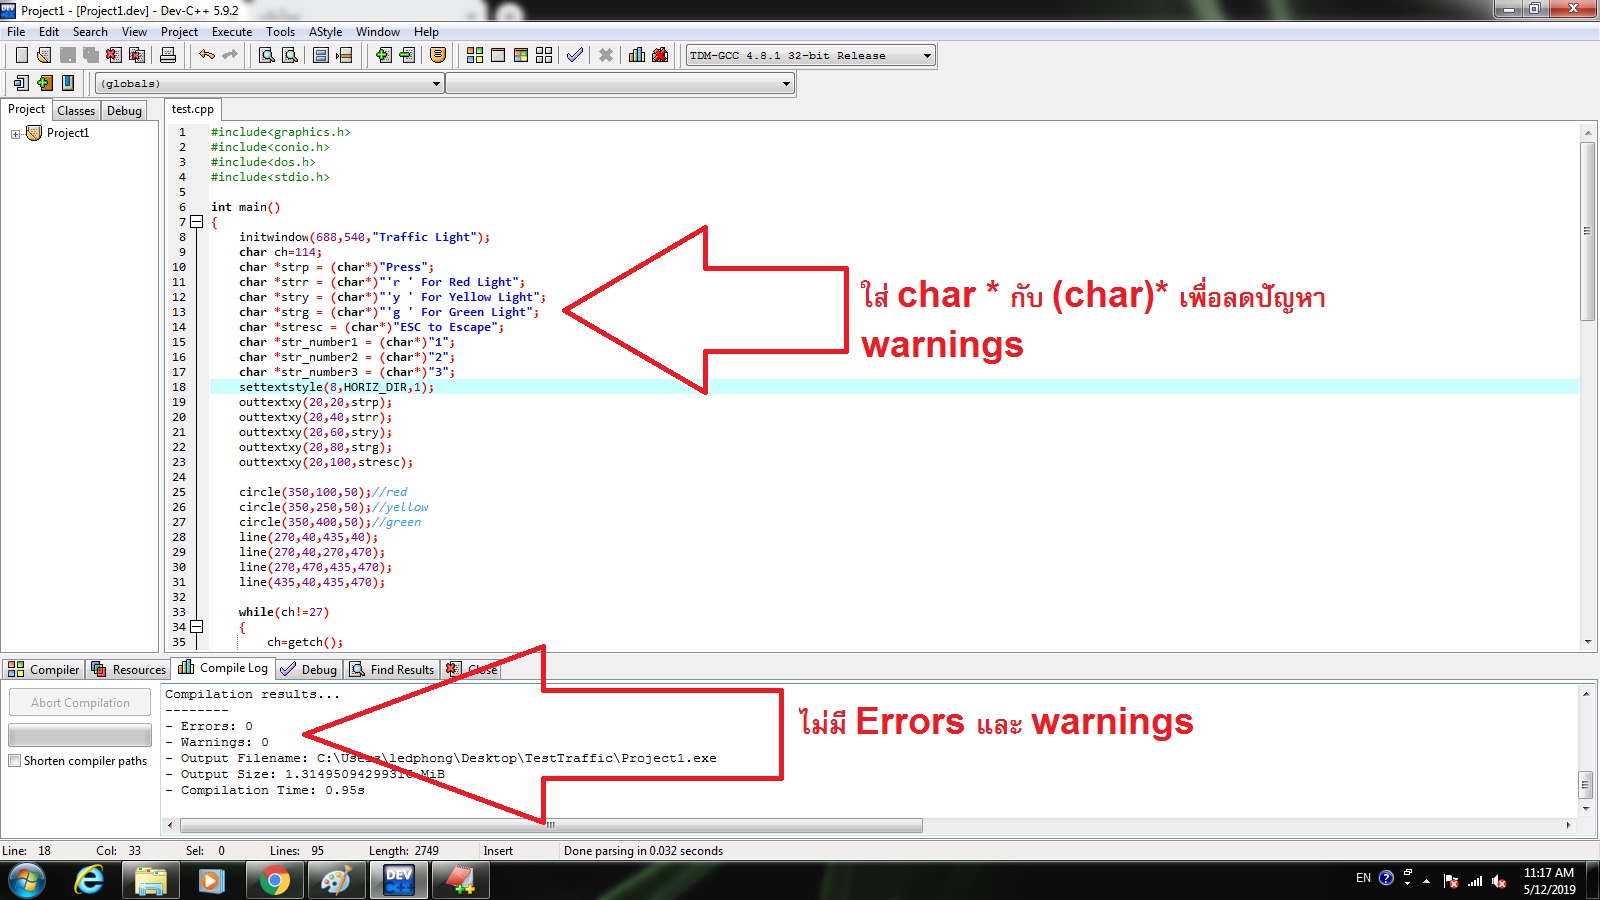 Project1 - [Project1.dev] - Dev-C++ 5.9.2
File Edit Search View Project Execute Tools AStyle Window Help
TDM-GCC 4.8.1 32-bit Release
(globals)
Project Classes Debug
test.cpp
Project1
1 #include<graphics.h>
2 #include<conio.h>
3 #include<dos.h>
4 #include<stdio.h>
5
6 int main()
7 {
8 initwindow(688,540,"Traffic Light");
9 char ch=114;
10 char *strp = (char*)"Press";
11 char *strr = (char*)"'r ' For Red Light";
12 char *stry = (char*)"'y ' For Yellow Light";
13 char *strg = (char*)"'g ' For Green Light";
14 char *stresc = (char*)"ESC to Escape";
15 char *str_number1 = (char*)"1";
16 char *str_number2 = (char*)"2";
17 char *str_number3 = (char*)"3";
18 settextstyle(8,HORIZ_DIR,1);
19 outtextxy(20,20,strp);
20 outtextxy(20,40,strr);
21 outtextxy(20,60,stry);
22 outtextxy(20,80,strg);
23 outtextxy(20,100,stresc);
24
25 circle(350,100,50);//red
26 circle(350,250,50);//yellow
27 circle(350,400,50);//green
28 line(270,40,435,40);
29 line(270,40,270,470);
30 line(270,470,435,470);
31 line(435,40,435,470);
32
33 while(ch!=27)
34 {
35 ch=getch();
ใส่ char * กับ (char)* เพื่อลดปัญหา
warnings
Compiler Resources Compile Log Debug Find Results Close
Abort Compilation
Shorten compiler paths
Compilation results...
--------
- Errors: 0
- Warnings: 0
- Output Filename: C:\Users\ledphong\Desktop\TestTraffic\Project1.exe
- Output Size: MiB
- Compilation Time: 0.95s
ไม่มี Errors และ warnings
Line: 18 Col: 33 Sel: 0 Lines: 95 Length: 2749 Insert Done parsing in 0.032 seconds
DEV
C++
EN
11:17 AM
5/12/2019